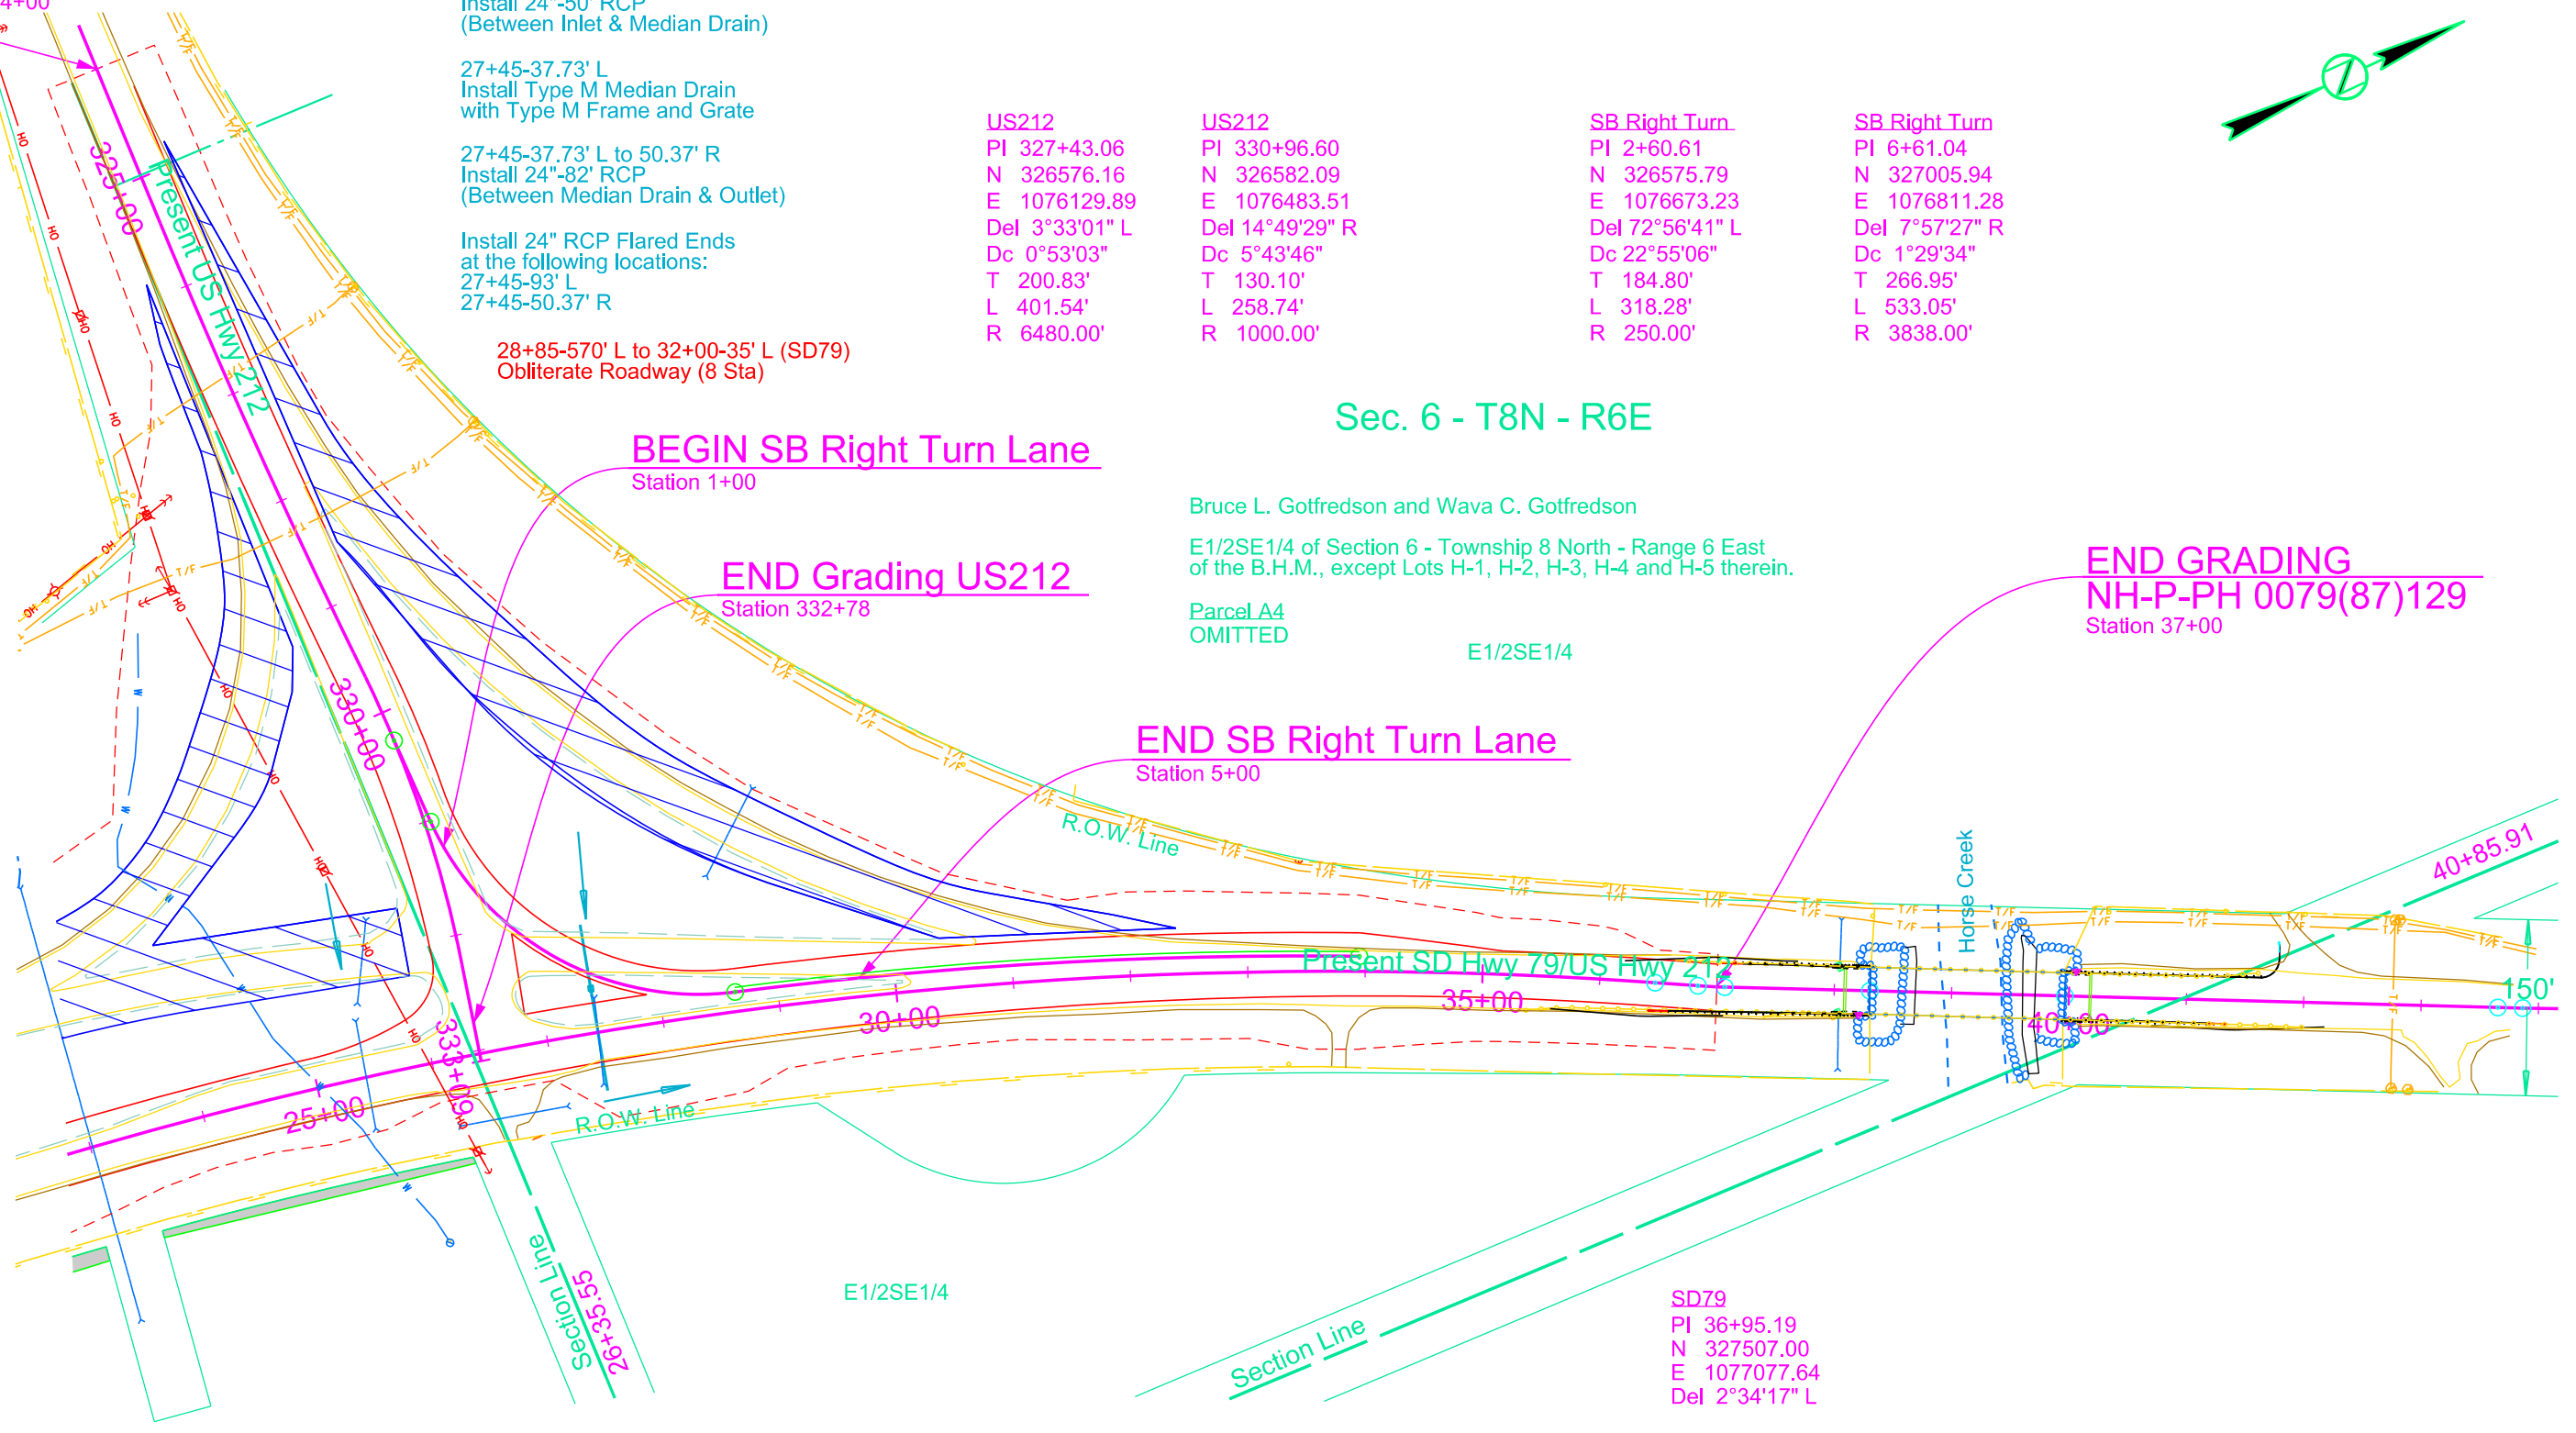 4+00
Install 24"-50' RCP
(Between Inlet & Median Drain)
27+45-37.73' L
Install Type M Median Drain
with Type M Frame and Grate
27+45-37.73' L to 50.37' R
Install 24"-82' RCP
(Between Median Drain & Outlet)
Install 24" RCP Flared Ends
at the following locations:
27+45-93' L
27+45-50.37' R
28+85-570' L to 32+00-35' L (SD79)
Obliterate Roadway (8 Sta)
US212
PI 327+43.06
N 326576.16
E 1076129.89
Del 3°33'01" L
Dc 0°53'03"
T 200.83'
L 401.54'
R 6480.00'
US212
PI 330+96.60
N 326582.09
E 1076483.51
Del 14°49'29" R
Dc 5°43'46"
T 130.10'
L 258.74'
R 1000.00'
SB Right Turn
PI 2+60.61
N 326575.79
E 1076673.23
Del 72°56'41" L
Dc 22°55'06"
T 184.80'
L 318.28'
R 250.00'
SB Right Turn
PI 6+61.04
N 327005.94
E 1076811.28
Del 7°57'27" R
Dc 1°29'34"
T 266.95'
L 533.05'
R 3838.00'
Sec. 6 - T8N - R6E
BEGIN SB Right Turn Lane
Station 1+00
END Grading US212
Station 332+78
Bruce L. Gotfredson and Wava C. Gotfredson
E1/2SE1/4 of Section 6 - Township 8 North - Range 6 East
of the B.H.M., except Lots H-1, H-2, H-3, H-4 and H-5 therein.
Parcel A4
OMITTED
E1/2SE1/4
END GRADING
NH-P-PH 0079(87)129
Station 37+00
END SB Right Turn Lane
Station 5+00
325+00
Present US Hwy 212
330+00
333+09
R.O.W. Line
Horse Creek
40+85.91
Present SD Hwy 79/US Hwy 212
150'
25+00
30+00
35+00
40+00
R.O.W. Line
Section Line
26+35.55
E1/2SE1/4
Section Line
SD79
PI 36+95.19
N 327507.00
E 1077077.64
Del 2°34'17" L